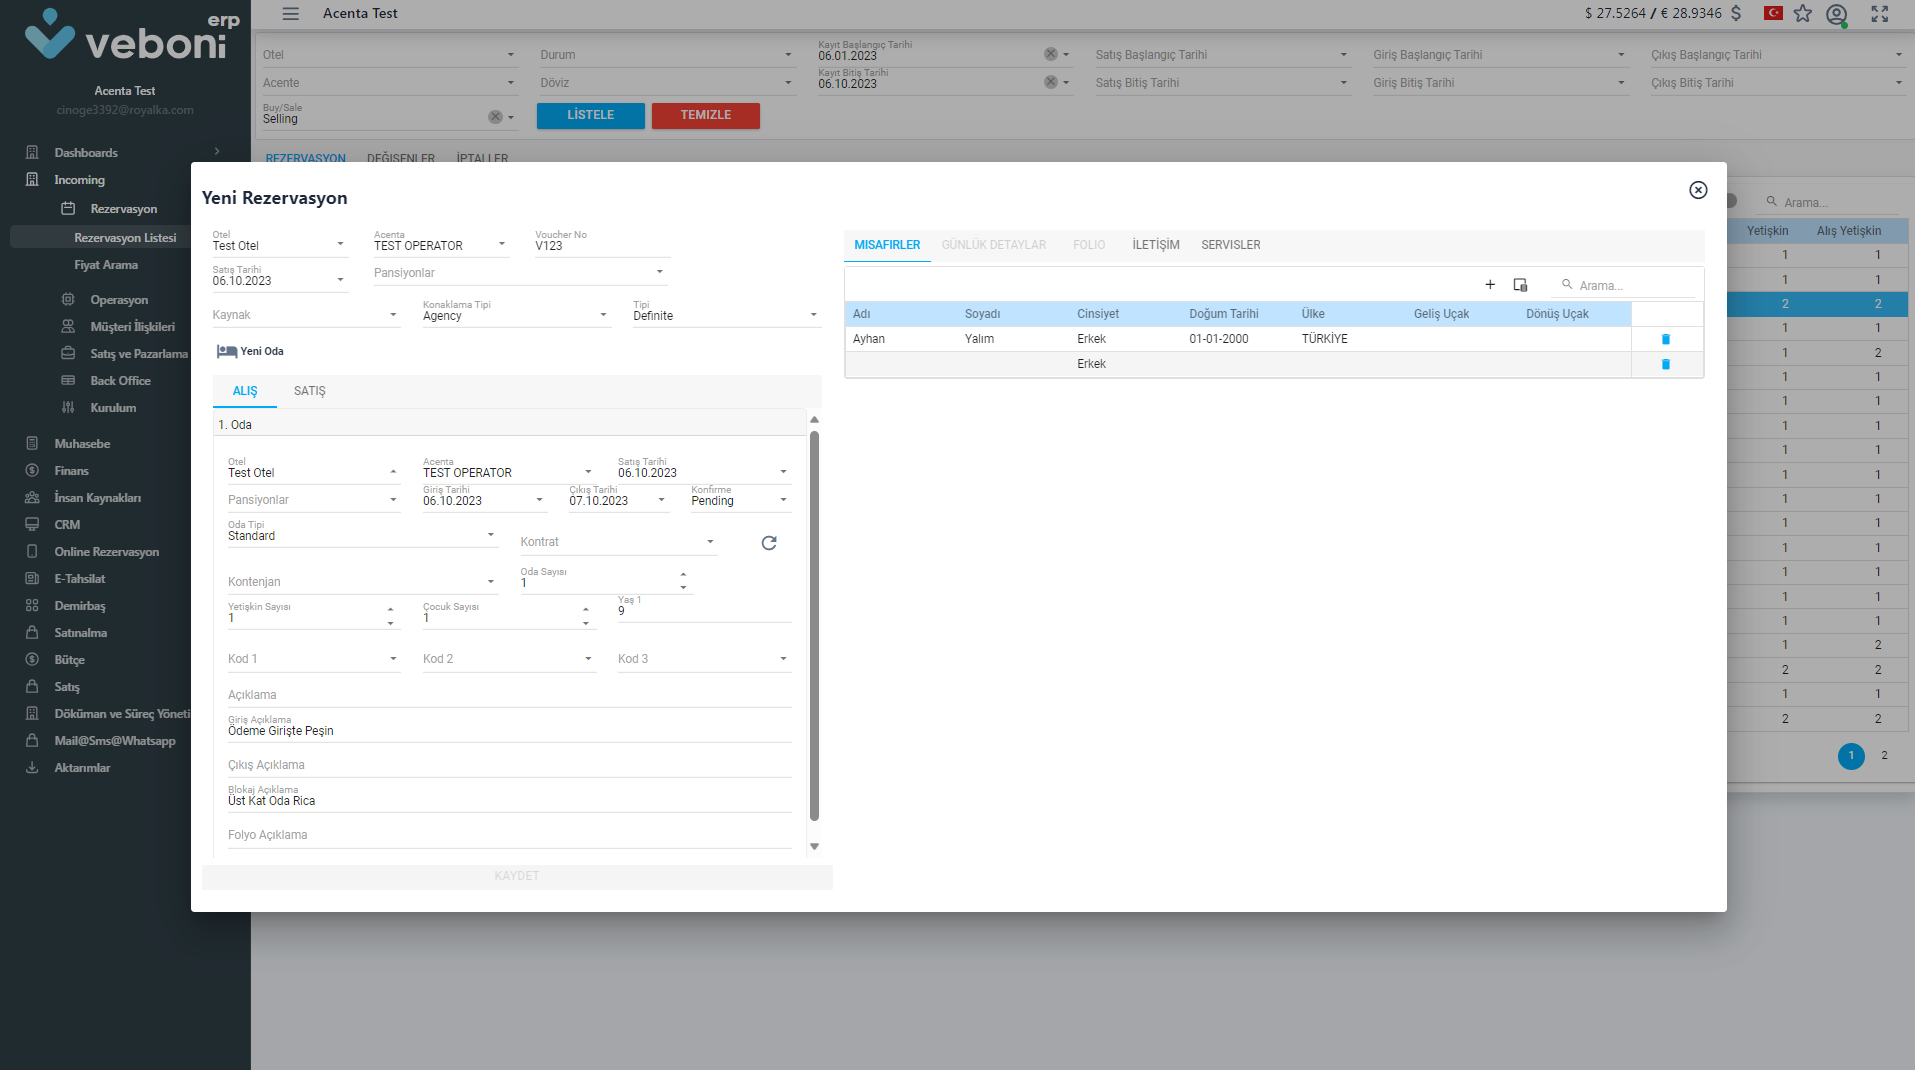 erp
veboni
Acenta Test
cinoge3392@royalka.com
Dashboards
Incoming
Rezervasyon
Rezervasyon Listesi
Fiyat Arama
Operasyon
Müşteri İlişkileri
Satış ve Pazarlama
Back Office
Kurulum
Muhasebe
Finans
İnsan Kaynakları
CRM
Online Rezervasyon
E-Tahsilat
Demirbaş
Satınalma
Bütçe
Satış
Döküman ve Süreç Yöneti
Mail@Sms@Whatsapp
Aktarımlar
Acenta Test
$ 27.5264 / € 28.9346 $
Otel
Durum
Kayıt Başlangıç Tarihi
06.01.2023
Satış Başlangıç Tarihi
Giriş Başlangıç Tarihi
Çıkış Başlangıç Tarihi
Acente
Döviz
Kayıt Bitiş Tarihi
06.10.2023
Satış Bitiş Tarihi
Giriş Bitiş Tarihi
Çıkış Bitiş Tarihi
Buy/Sale
Selling
LİSTELE
TEMIZLE
REZERVASYON DEĞİŞENLER İPTALLER
Yeni Rezervasyon
Otel
Test Otel
Acenta
TEST OPERATOR
Voucher No
V123
Satış Tarihi
06.10.2023
Pansiyonlar
Kaynak
Konaklama Tipi
Agency
Tipi
Definite
Yeni Oda
ALIŞ SATIŞ
1. Oda
Otel
Test Otel
Acenta
TEST OPERATOR
Satış Tarihi
06.10.2023
Pansiyonlar
Giriş Tarihi
06.10.2023
Çıkış Tarihi
07.10.2023
Konfirme
Pending
Oda Tipi
Standard
Kontrat
Kontenjan
Oda Sayısı
1
Yetişkin Sayısı
1
Çocuk Sayısı
1
Yaş 1
9
Kod 1
Kod 2
Kod 3
Açıklama
Giriş Açıklama
Ödeme Girişte Peşin
Çıkış Açıklama
Blokaj Açıklama
Üst Kat Oda Rica
Folyo Açıklama
KAYDET
MISAFIRLER GÜNLÜK DETAYLAR FOLIO İLETİŞİM SERVISLER
+ Arama...
Adı Soyadı Cinsiyet Doğum Tarihi Ülke Geliş Uçak Dönüş Uçak
Ayhan Yalım Erkek 01-01-2000 TÜRKİYE
Erkek
Arama...
Yetişkin Alış Yetişkin
1 1
1 1
2 2
1 1
1 2
1 1
1 1
1 1
1 1
1 1
1 1
1 1
1 1
1 1
1 1
1 1
1 2
2 2
1 1
2 2
1 2